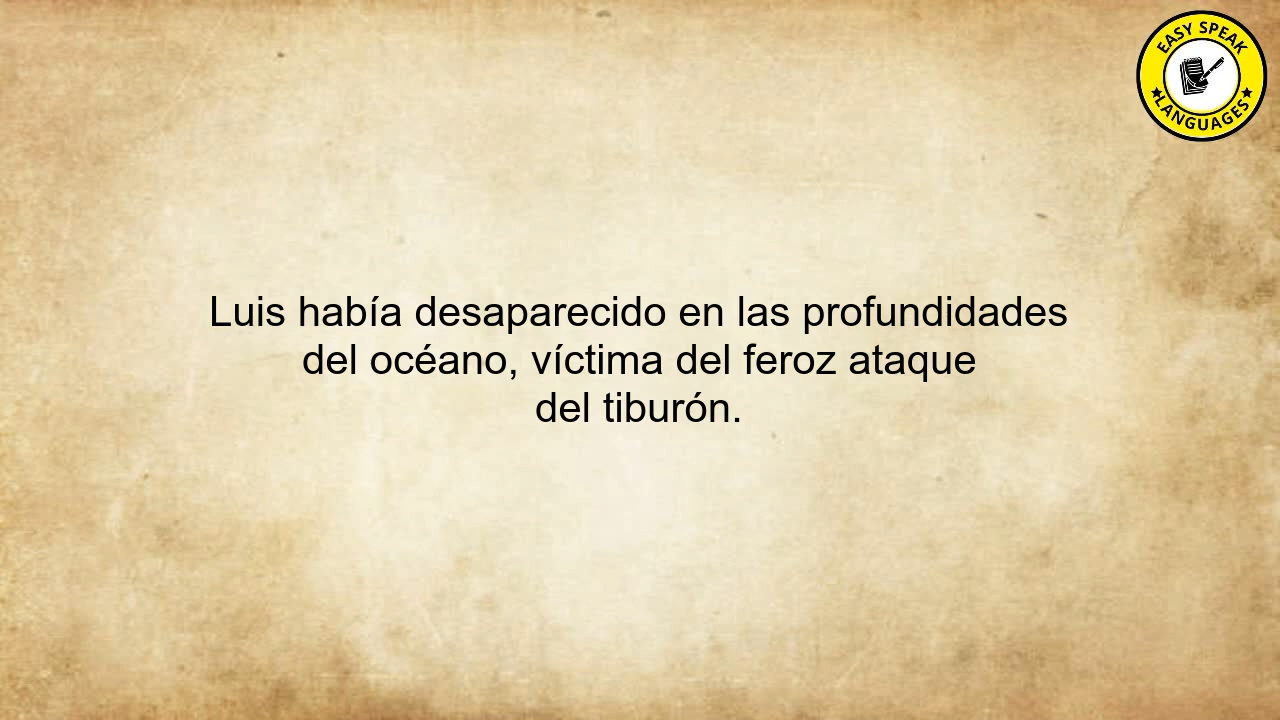 EASY SPEAK
LANGUAGES
Luis había desaparecido en las profundidades
del océano, víctima del feroz ataque
del tiburón.